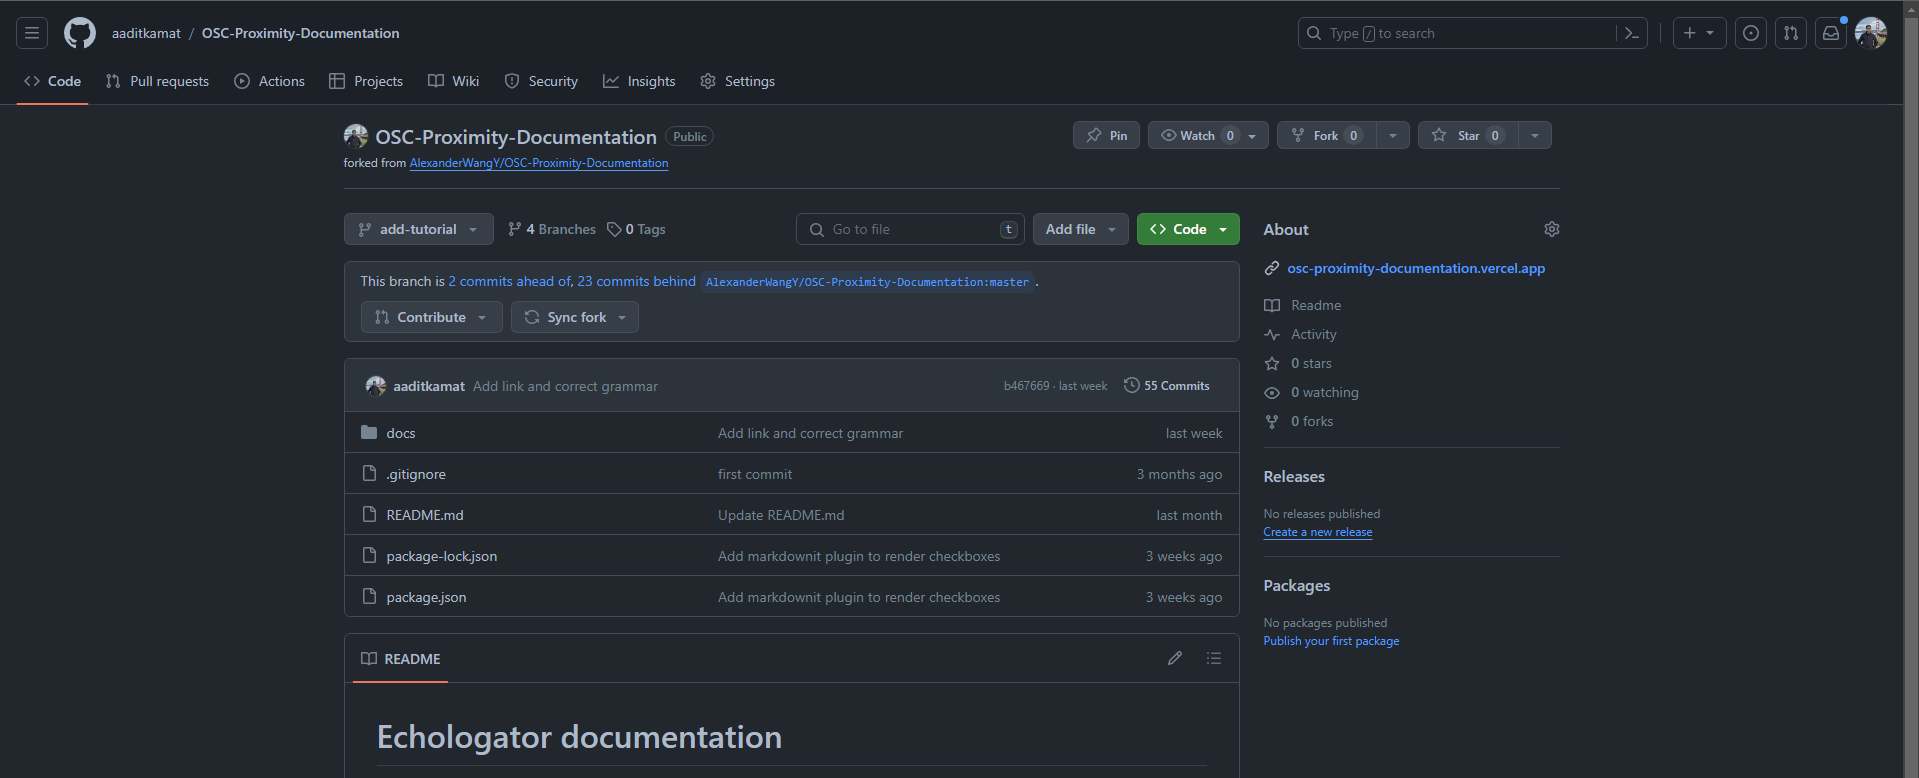 aaditkamat / OSC-Proximity-Documentation
Type / to search
Code
Pull requests
Actions
Projects
Wiki
Security
Insights
Settings
OSC-Proximity-Documentation Public
forked from AlexanderWangY/OSC-Proximity-Documentation
Pin
Watch 0
Fork 0
Star 0
add-tutorial
4 Branches
0 Tags
Go to file t
Add file
Code
This branch is 2 commits ahead of, 23 commits behind AlexanderWangY/OSC-Proximity-Documentation:master .
Contribute
Sync fork
aaditkamat Add link and correct grammar b467669 · last week 55 Commits
docs Add link and correct grammar last week
.gitignore first commit 3 months ago
README.md Update README.md last month
package-lock.json Add markdownit plugin to render checkboxes 3 weeks ago
package.json Add markdownit plugin to render checkboxes 3 weeks ago
README
Echologator documentation
About
osc-proximity-documentation.vercel.app
Readme
Activity
0 stars
0 watching
0 forks
Releases
No releases published
Create a new release
Packages
No packages published
Publish your first package